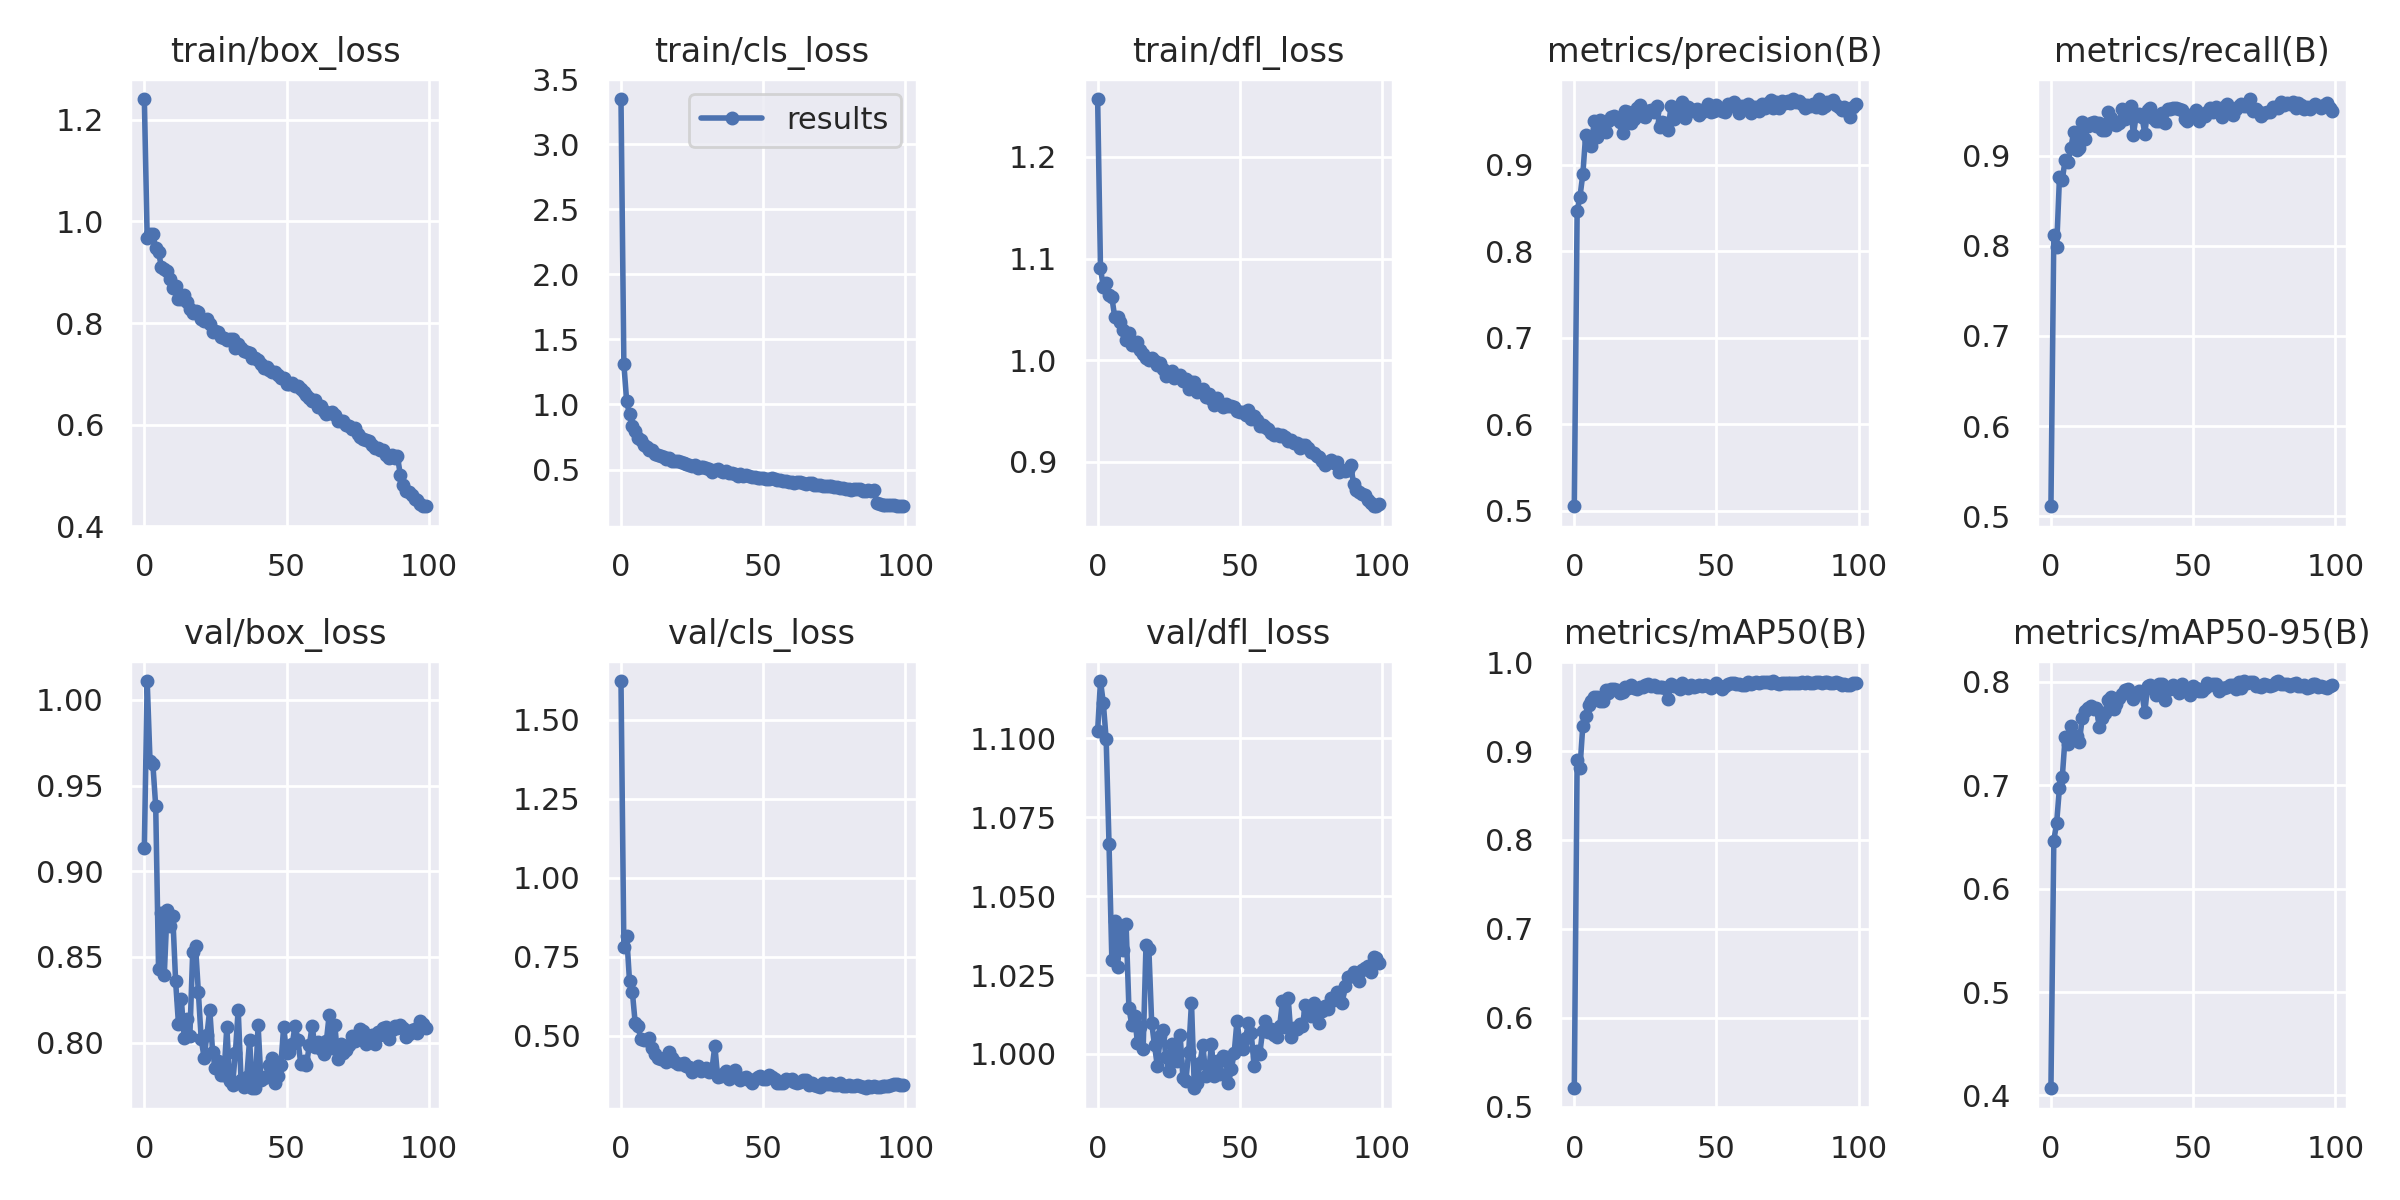 train/box_loss
1.2
1.0
0.8
0.6
0.4
0 50 100
train/cls_loss
results
3.5
3.0
2.5
2.0
1.5
1.0
0.5
0 50 100
train/dfl_loss
1.2
1.1
1.0
0.9
0 50 100
metrics/precision(B)
0.9
0.8
0.7
0.6
0.5
0 50 100
metrics/recall(B)
0.9
0.8
0.7
0.6
0.5
0 50 100
val/box_loss
1.00
0.95
0.90
0.85
0.80
0 50 100
val/cls_loss
1.50
1.25
1.00
0.75
0.50
0 50 100
val/dfl_loss
1.100
1.075
1.050
1.025
1.000
0 50 100
metrics/mAP50(B)
1.0
0.9
0.8
0.7
0.6
0.5
0 50 100
metrics/mAP50-95(B)
0.8
0.7
0.6
0.5
0.4
0 50 100